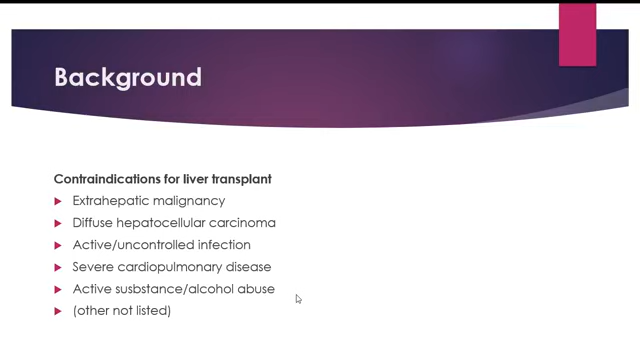 Background
Contraindications for liver transplant
Extrahepatic malignancy
Diffuse hepatocellular carcinoma
Active/uncontrolled infection
Severe cardiopulmonary disease
Active susbstance/alcohol abuse
(other not listed)